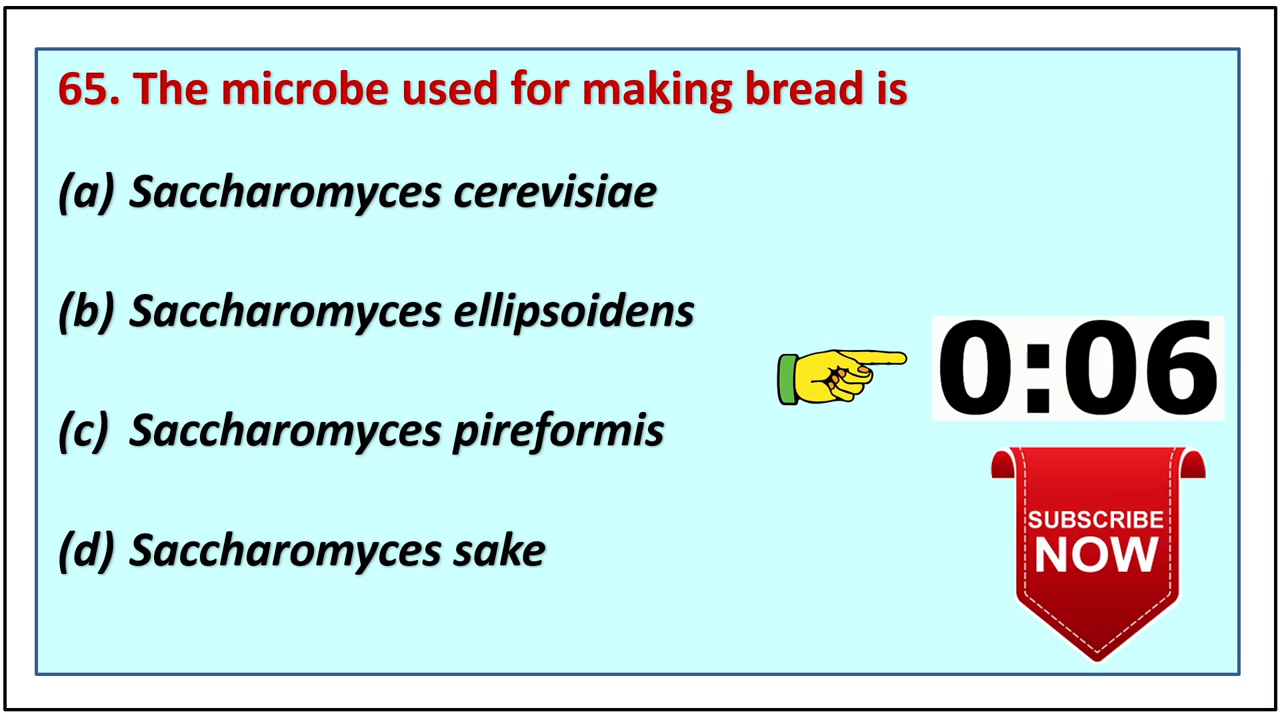 65. The microbe used for making bread is
(a) Saccharomyces cerevisiae
(b) Saccharomyces ellipsoidens
0:06
(c) Saccharomyces pireformis
SUBSCRIBE
NOW
(d) Saccharomyces sake